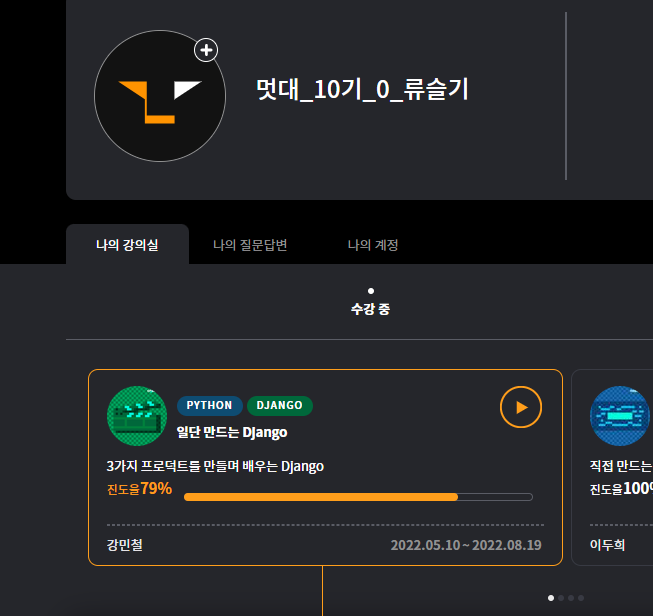 멋대_10기_0_류슬기
나의 강의실
나의 질문답변
나의 계정
수강 중
PYTHON
DJANGO
일단 만드는 Django
3가지 프로덕트를 만들며 배우는 Django
진도율79%
강민철
2022.05.10 ~ 2022.08.19
직접 만드는
진도율100%
이두희